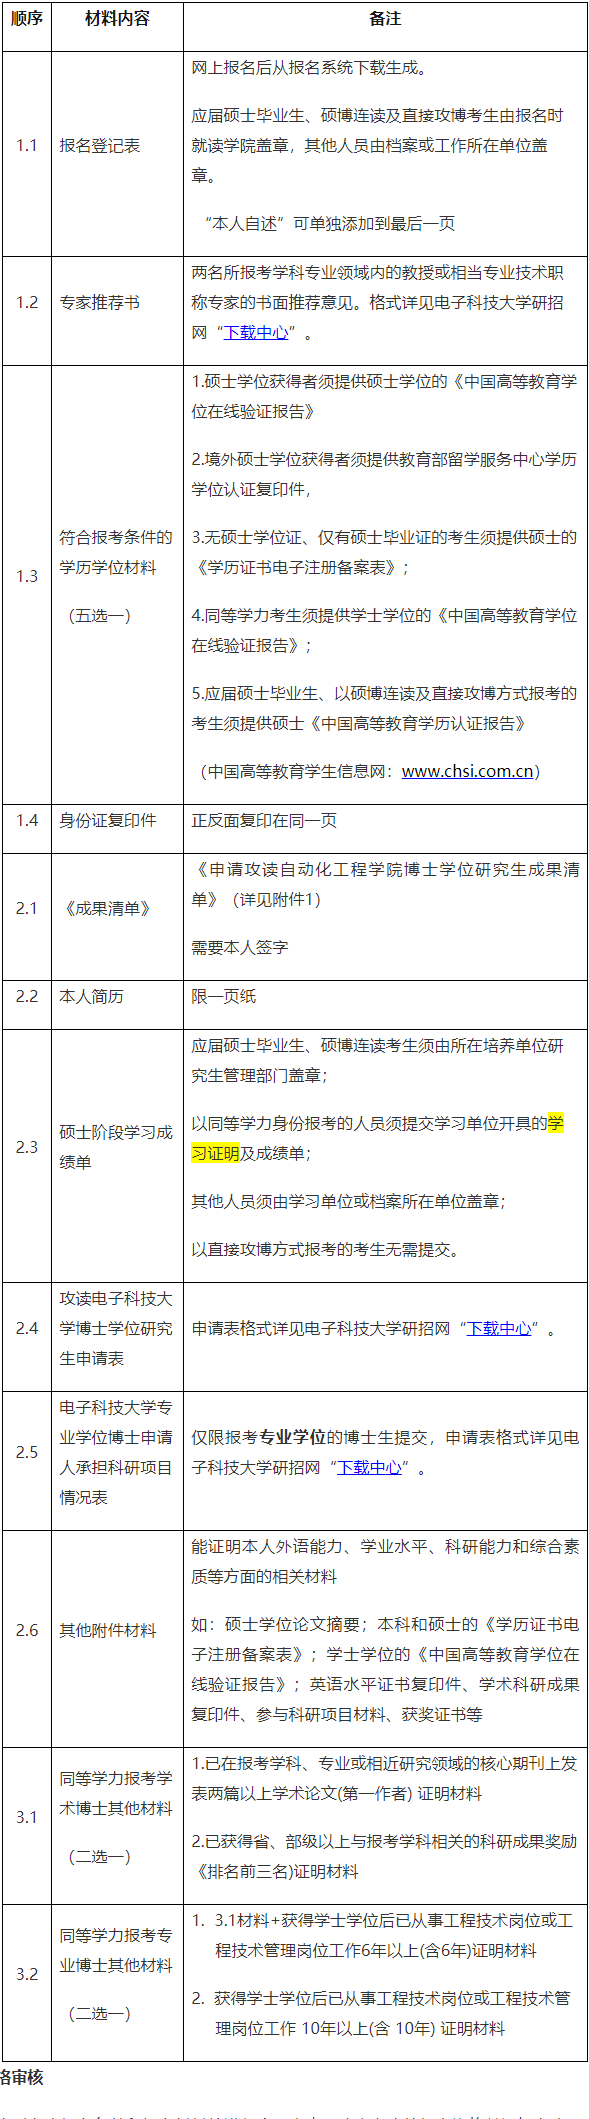 顺序 材料内容 备注
1.1 报名登记表
网上报名后从报名系统下载生成。
应届硕士毕业生、硕博连读及直接攻博考生由报名时
就读学院盖章，其他人员由档案或工作所在单位盖
章。
“本人自述”可单独添加到最后一页
1.2 专家推荐书
两名所报考学科专业领域内的教授或相当专业技术职
称专家的书面推荐意见。格式详见电子科技大学研招
网“下载中心”。
1.3
符合报考条件的
学历学位材料
（五选一）
1.硕士学位获得者须提供硕士学位的《中国高等教育学
位在线验证报告》
2.境外硕士学位获得者须提供教育部留学服务中心学历
学位认证复印件，
3.无硕士学位证、仅有硕士毕业证的考生须提供硕士的
《学历证书电子注册备案表》；
4.同等学力考生须提供学士学位的《中国高等教育学位
在线验证报告》；
5.应届硕士毕业生、以硕博连读及直接攻博方式报考的
考生须提供硕士《中国高等教育学历认证报告》
（中国高等教育学生信息网：www.chsi.com.cn）
1.4 身份证复印件 正反面复印在同一页
2.1 《成果清单》
《申请攻读自动化工程学院博士学位研究生成果清
单》（详见附件1）
需要本人签字
2.2 本人简历 限一页纸
2.3
硕士阶段学习成
绩单
应届硕士毕业生、硕博连读考生须由所在培养单位研
究生管理部门盖章；
以同等学力身份报考的人员须提交学习单位开具的学
习证明及成绩单；
其他人员须由学习单位或档案所在单位盖章；
以直接攻博方式报考的考生无需提交。
2.4
攻读电子科技大
学博士学位研究
生申请表
申请表格式详见电子科技大学研招网“下载中心”。
2.5
电子科技大学专
业学位博士申请
人承担科研项目
情况表
仅限报考专业学位的博士生提交，申请表格式详见电
子科技大学研招网“下载中心”。
2.6 其他附件材料
能证明本人外语能力、学业水平、科研能力和综合素
质等方面的相关材料
如：硕士学位论文摘要；本科和硕士的《学历证书电
子注册备案表》；学士学位的《中国高等教育学位在
线验证报告》；英语水平证书复印件、学术科研成果
复印件、参与科研项目材料、获奖证书等
3.1
同等学力报考学
术博士其他材料
（二选一）
1.已在报考学科、专业或相近研究领域的核心期刊上发
表两篇以上学术论文(第一作者) 证明材料
2.已获得省、部级以上与报考学科相关的科研成果奖励
《排名前三名)证明材料
3.2
同等学力报考专
业博士其他材料
（二选一）
1. 3.1材料+获得学士学位后已从事工程技术岗位或工
程技术管理岗位工作6年以上(含6年)证明材料
2. 获得学士学位后已从事工程技术岗位或工程技术管
理岗位工作 10年以上(含 10年) 证明材料
格审核